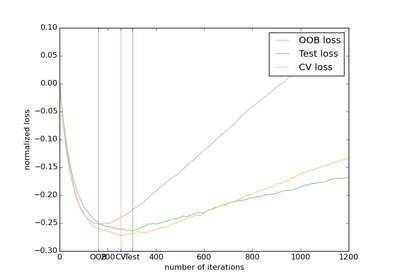 0.10
0.05
0.00
−0.05
−0.10
−0.15
−0.20
−0.25
−0.30
normalized loss
OOB loss
Test loss
CV loss
0 OOB 200 CV Test 400 600 800 1000 1200
number of iterations